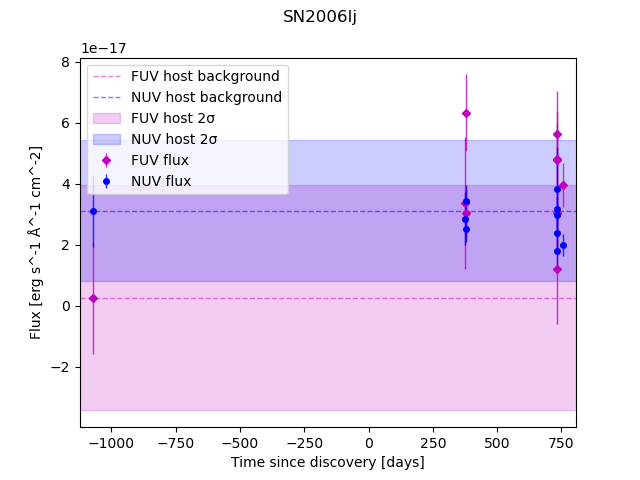 SN2006lj
1e−17
8
6
4
2
0
−2
Flux [erg s^-1 Å^-1 cm^-2]
FUV host background
NUV host background
FUV host 2σ
NUV host 2σ
FUV flux
NUV flux
−1000
−750
−500
−250
0
250
500
750
Time since discovery [days]